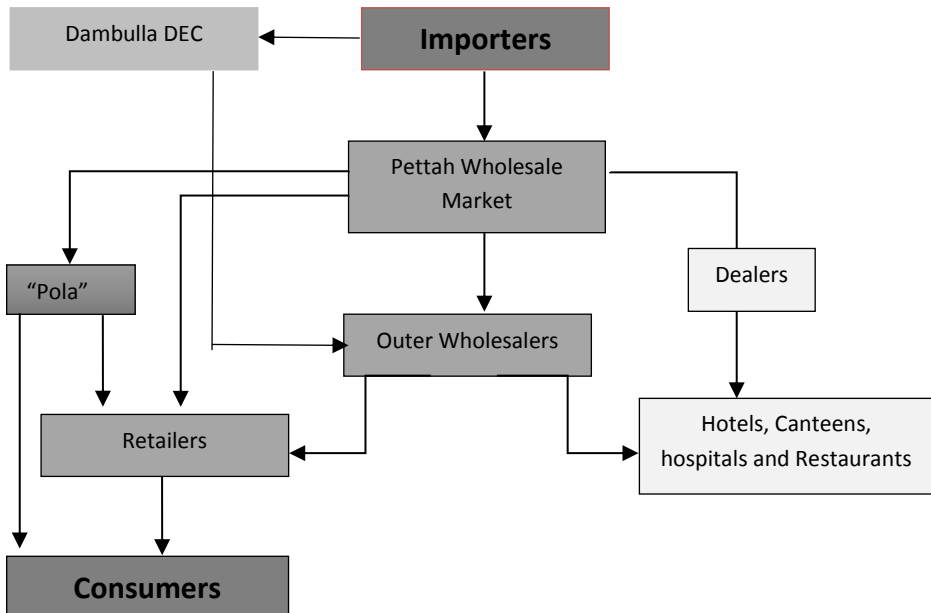 Dambulla DEC
Importers
Pettah Wholesale
Market
“Pola”
Dealers
Outer Wholesalers
Retailers
Hotels, Canteens,
hospitals and Restaurants
Consumers